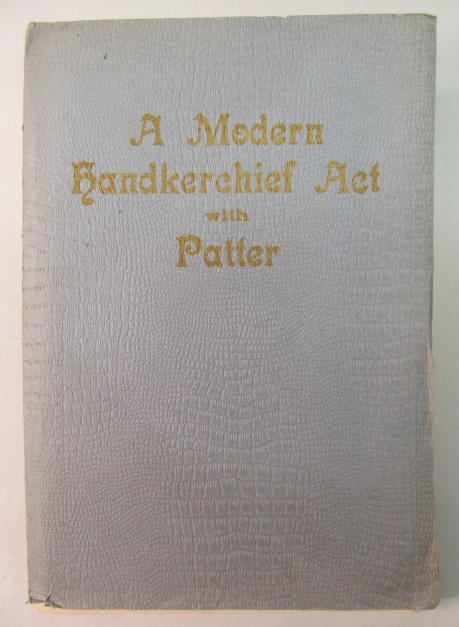 A Modern
Handkerchief Act
with
Patter